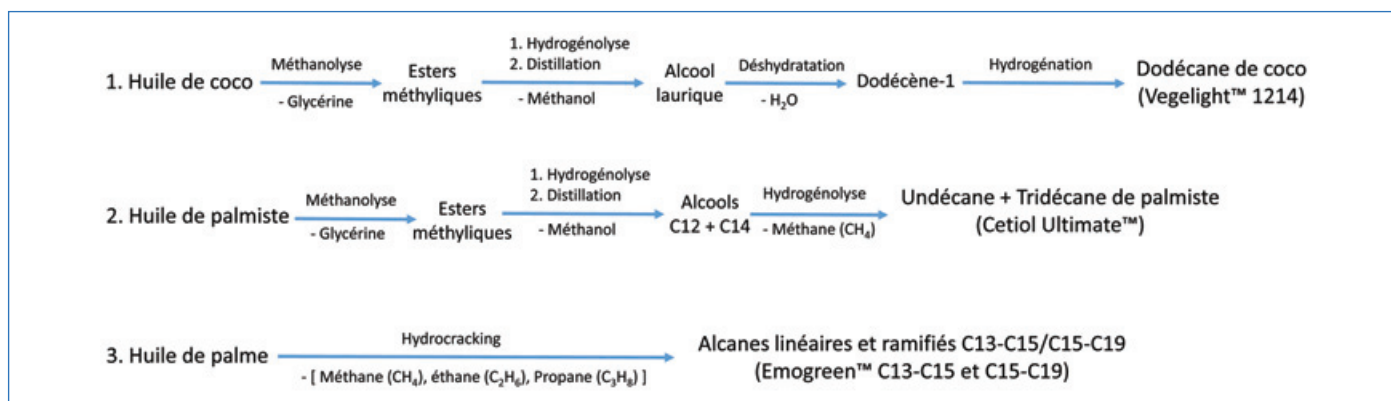 1. Huile de coco
Méthanolyse
- Glycérine
Esters
méthyliques
1. Hydrogénolyse
2. Distillation
- Méthanol
Alcool
laurique
Déshydratation
- H₂O
Dodécène-1
Hydrogénation
Dodécane de coco
(Vegelight™ 1214)
2. Huile de palmiste
Méthanolyse
- Glycérine
Esters
méthyliques
1. Hydrogénolyse
2. Distillation
- Méthanol
Alcools
C12 + C14
Hydrogénolyse
- Méthane (CH₄)
Undécane + Tridécane de palmiste
(Cetiol Ultimate™)
3. Huile de palme
Hydrocracking
- [ Méthane (CH₄), éthane (C₂H₆), Propane (C₃H₈) ]
Alcanes linéaires et ramifiés C13-C15/C15-C19
(Emogreen™ C13-C15 et C15-C19)